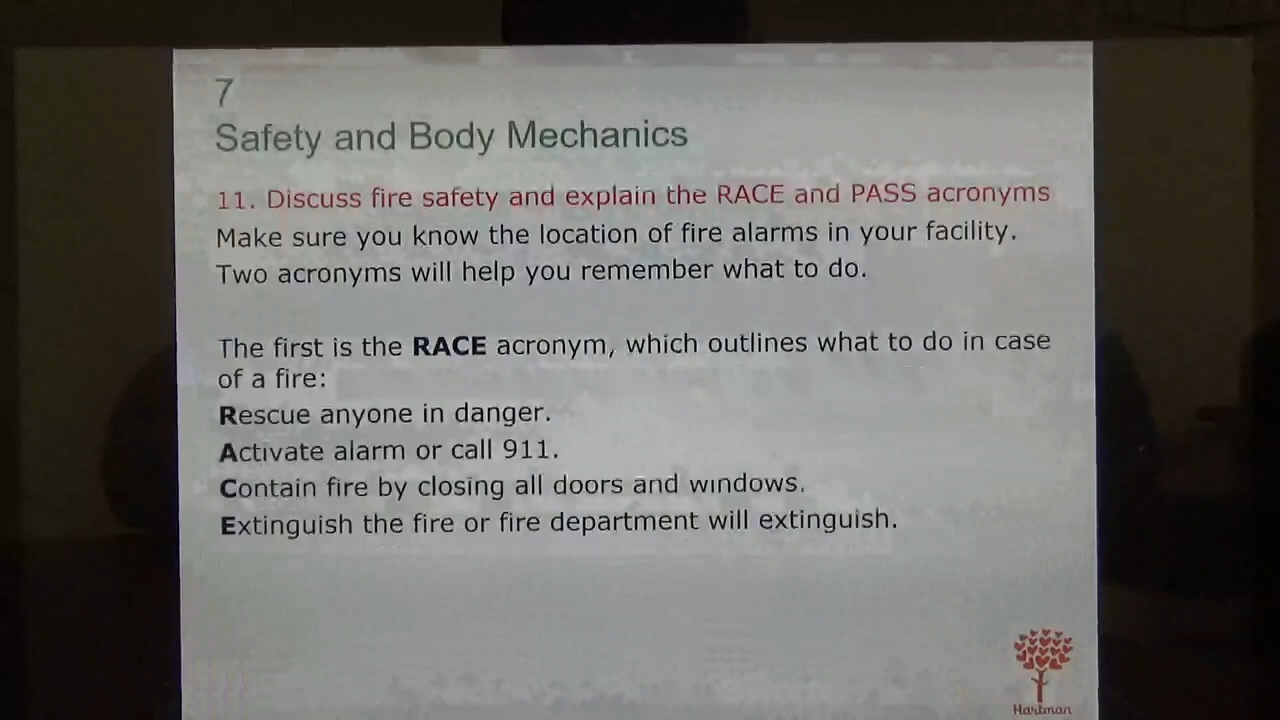 7
Safety and Body Mechanics
11. Discuss fire safety and explain the RACE and PASS acronyms
Make sure you know the location of fire alarms in your facility.
Two acronyms will help you remember what to do.
The first is the RACE acronym, which outlines what to do in case
of a fire:
Rescue anyone in danger.
Activate alarm or call 911.
Contain fire by closing all doors and windows.
Extinguish the fire or fire department will extinguish.
Hartman